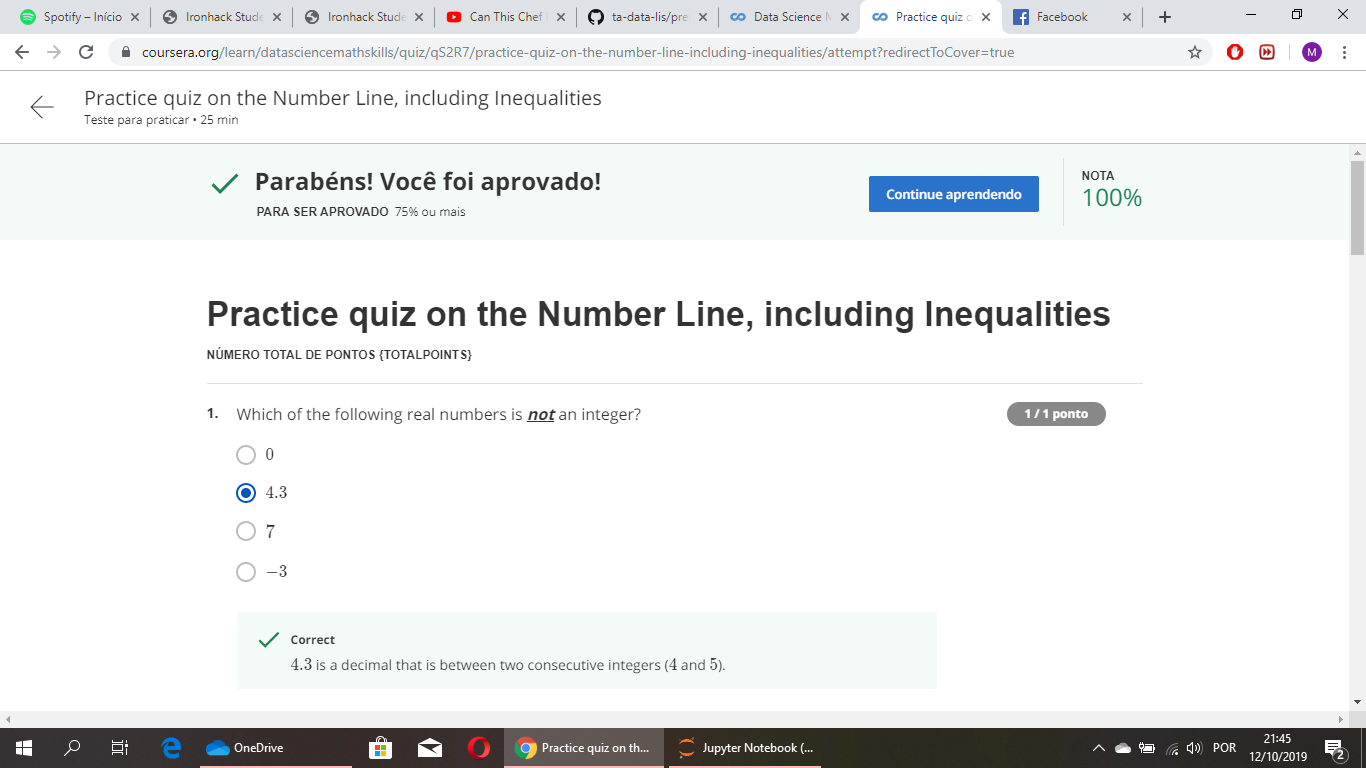 Spotify – Início
Ironhack Stude
Ironhack Stude
Can This Chef
ta-data-lis/pre
Data Science M
Practice quiz o
Facebook
coursera.org/learn/datasciencemathskills/quiz/qS2R7/practice-quiz-on-the-number-line-including-inequalities/attempt?redirectToCover=true
M
Practice quiz on the Number Line, including Inequalities
Teste para praticar • 25 min
Parabéns! Você foi aprovado!
PARA SER APROVADO 75% ou mais
Continue aprendendo
NOTA
100%
Practice quiz on the Number Line, including Inequalities
NÚMERO TOTAL DE PONTOS {TOTALPOINTS}
1. Which of the following real numbers is not an integer?
1 / 1 ponto
0
4.3
7
−3
Correct
4.3 is a decimal that is between two consecutive integers (4 and 5).
OneDrive
Practice quiz on th...
Jupyter Notebook (...
POR
21:45
12/10/2019
2